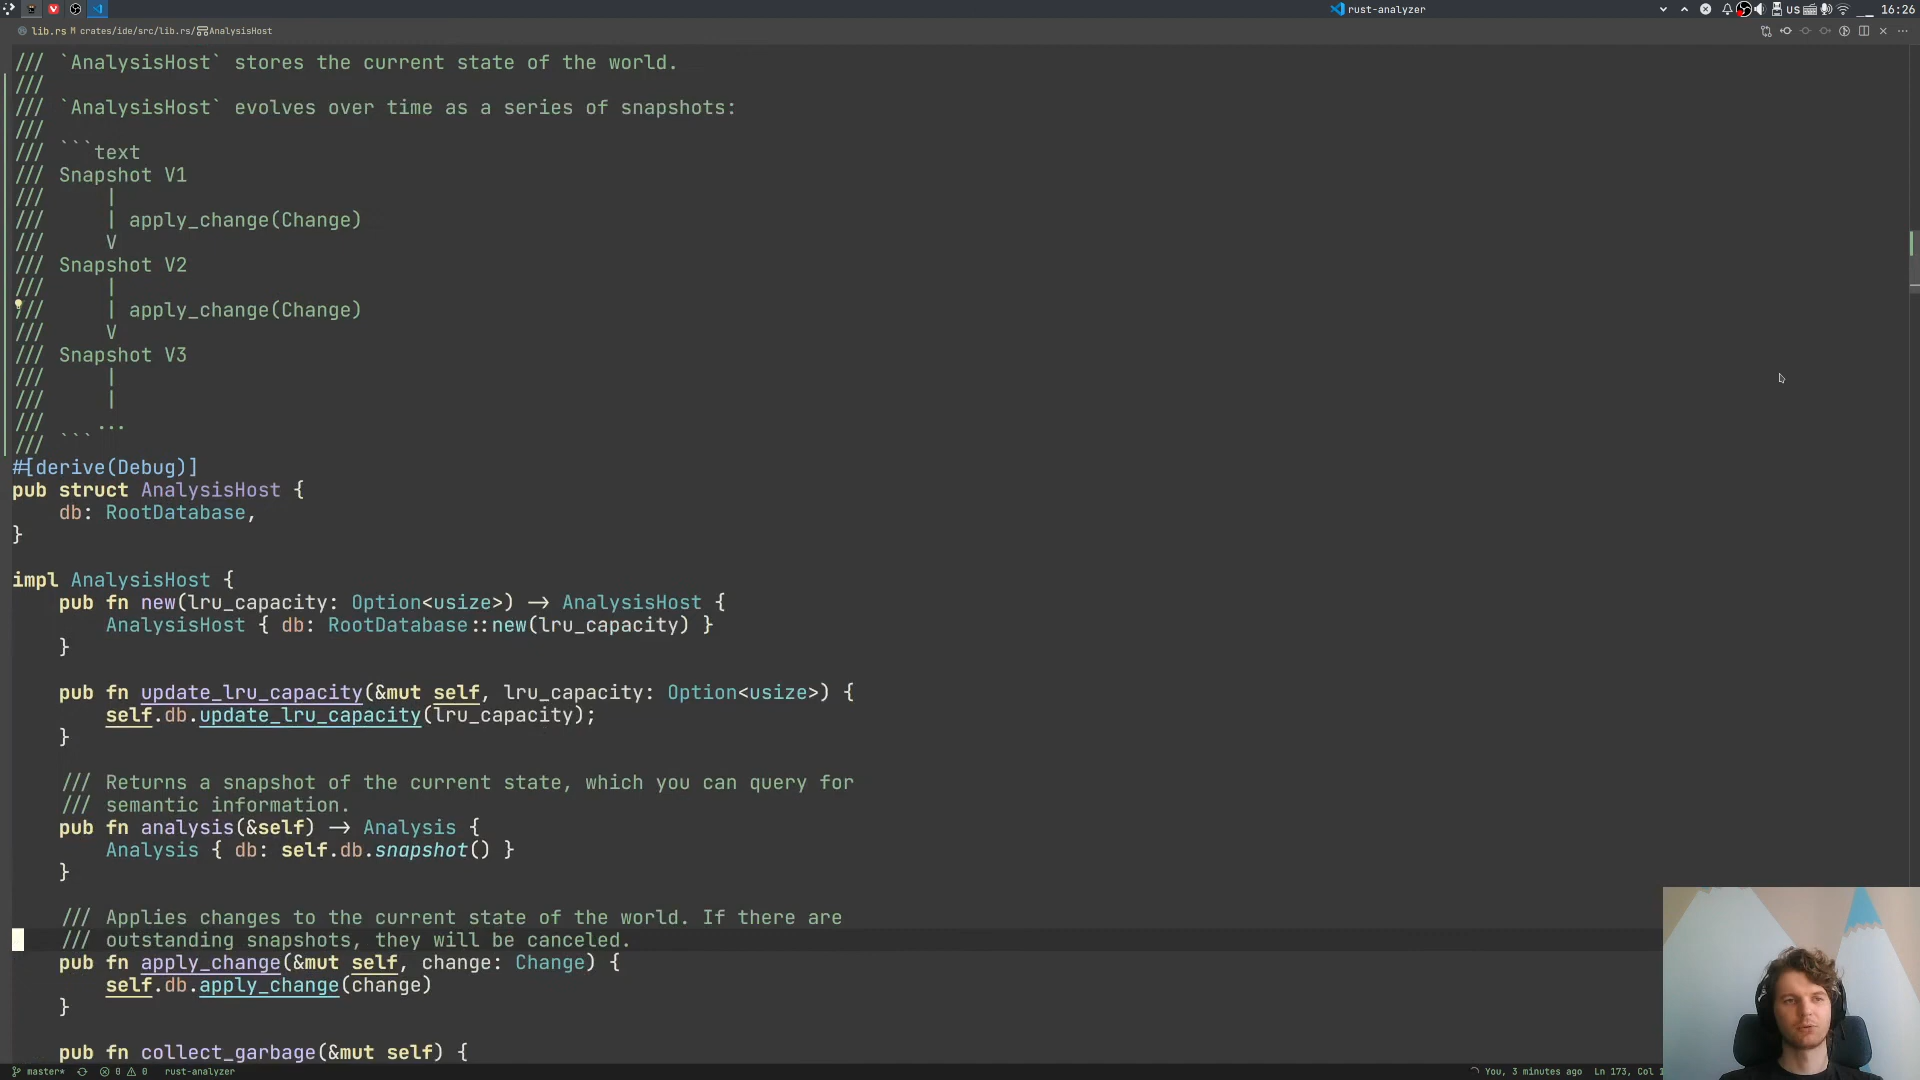 rust-analyzer
US
16:26
lib.rs M crates/ide/src/lib.rs/AnalysisHost
/// `AnalysisHost` stores the current state of the world.
///
/// `AnalysisHost` evolves over time as a series of snapshots:
///
/// ```text
/// Snapshot V1
/// |
/// | apply_change(Change)
/// V
/// Snapshot V2
/// |
/// | apply_change(Change)
/// V
/// Snapshot V3
/// |
/// |
/// ...
/// ```
#[derive(Debug)]
pub struct AnalysisHost {
db: RootDatabase,
}
impl AnalysisHost {
pub fn new(lru_capacity: Option<usize>) -> AnalysisHost {
AnalysisHost { db: RootDatabase::new(lru_capacity) }
}
pub fn update_lru_capacity(&mut self, lru_capacity: Option<usize>) {
self.db.update_lru_capacity(lru_capacity);
}
/// Returns a snapshot of the current state, which you can query for
/// semantic information.
pub fn analysis(&self) -> Analysis {
Analysis { db: self.db.snapshot() }
}
/// Applies changes to the current state of the world. If there are
/// outstanding snapshots, they will be canceled.
pub fn apply_change(&mut self, change: Change) {
self.db.apply_change(change)
}
pub fn collect_garbage(&mut self) {
master* 0 0 rust-analyzer You, 3 minutes ago Ln 173, Col 1